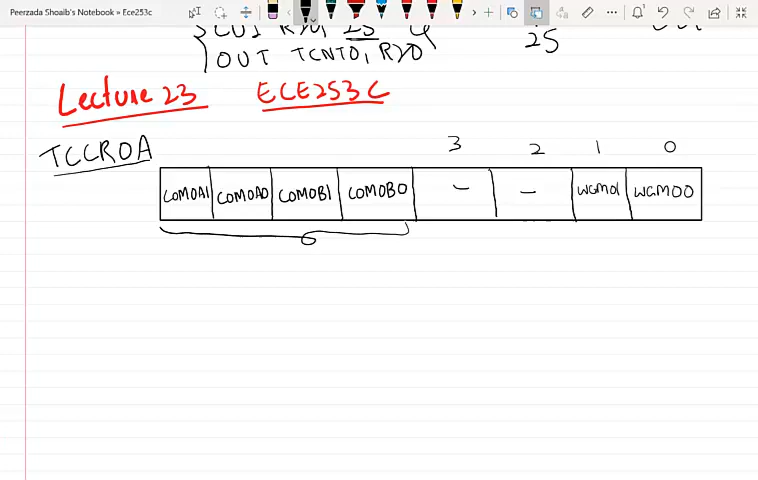 Peerzada Shoaib's Notebook » Ece253c
25
OUT TCNT0, R20
25
Lecture 23 ECE253C
TCCR0A 3 2 1 0
COM0A1 COM0A0 COM0B1 COM0B0 - - WGM01 WGM00